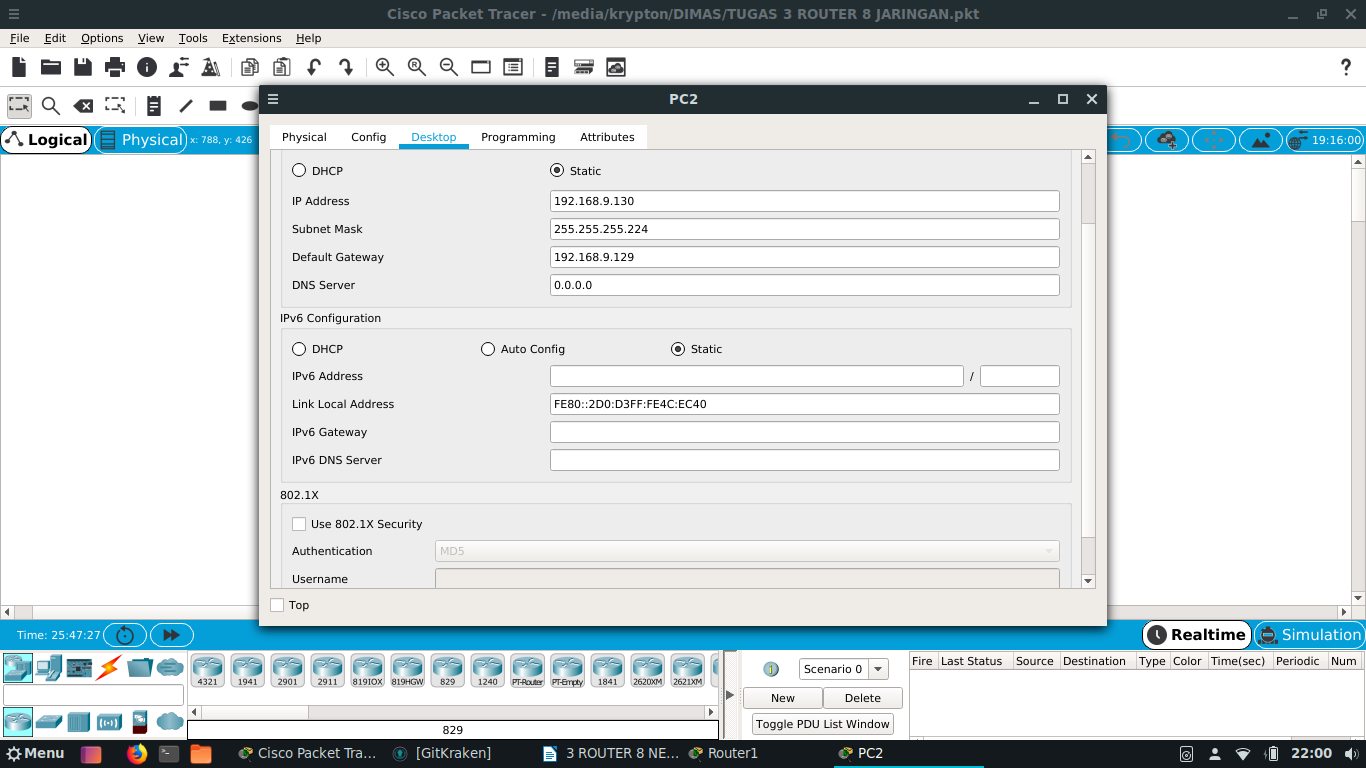 Cisco Packet Tracer - /media/krypton/DIMAS/TUGAS 3 ROUTER 8 JARINGAN.pkt
File Edit Options View Tools Extensions Help
?
PC2
Logical Physical x: 788, y: 426 19:16:00
Physical Config Desktop Programming Attributes
DHCP Static
IP Address 192.168.9.130
Subnet Mask 255.255.255.224
Default Gateway 192.168.9.129
DNS Server 0.0.0.0
IPv6 Configuration
DHCP Auto Config Static
IPv6 Address /
Link Local Address FE80::2D0:D3FF:FE4C:EC40
IPv6 Gateway
IPv6 DNS Server
802.1X
Use 802.1X Security
Authentication MD5
Username
Top
Time: 25:47:27 Realtime Simulation
4321 1941 2901 2911 819IOX 819HGW 829 1240 PT-Router PT-Empty 1841 2620XM 2621XM
Scenario 0
New Delete
Toggle PDU List Window
Fire Last Status Source Destination Type Color Time(sec) Periodic Num
829
Menu Cisco Packet Tra... [GitKraken] 3 ROUTER 8 NE... Router1 PC2 22:00